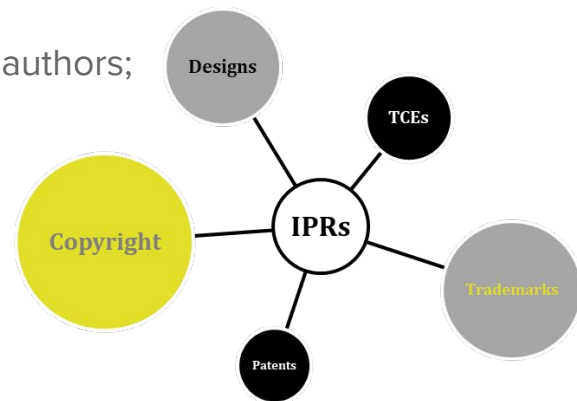 authors;
Designs
TCEs
IPRs
Copyright
Trademarks
Patents